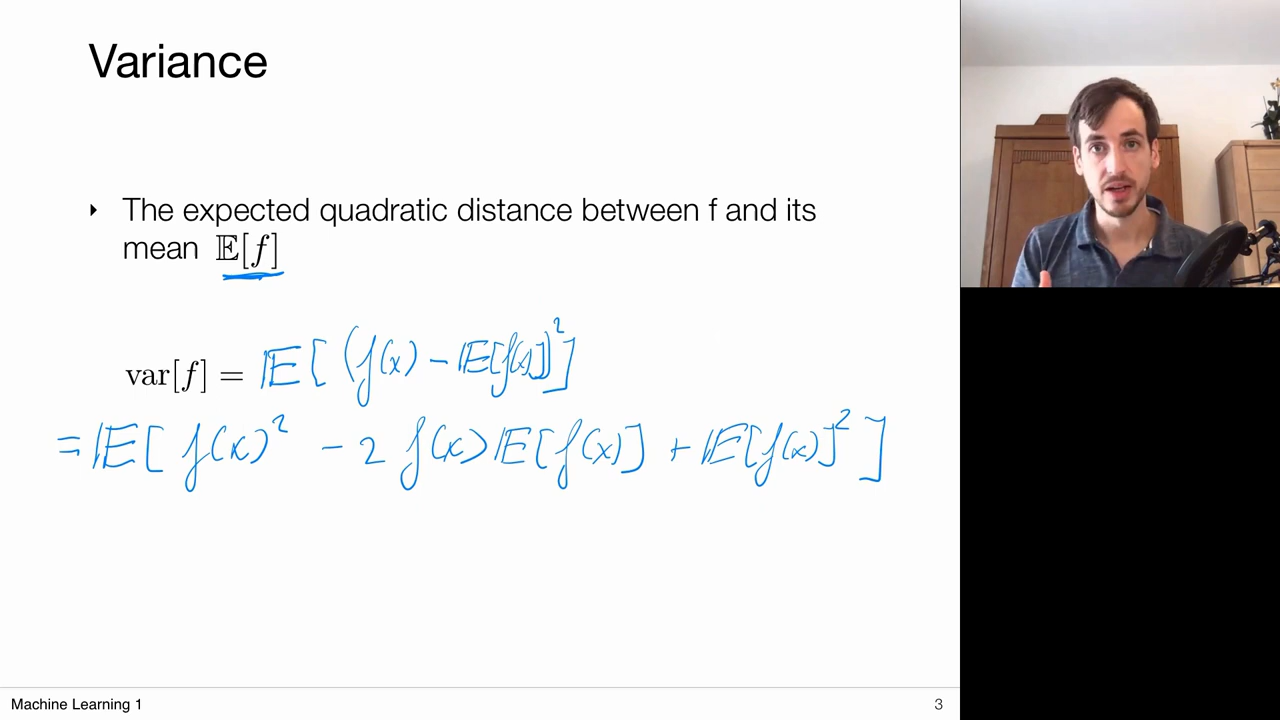 Variance
‣ The expected quadratic distance between f and its
mean 𝔼[f]
var[f] = 𝔼[(f(x) − 𝔼[f(x)])²]
= 𝔼[f(x)² − 2 f(x) 𝔼[f(x)] + 𝔼[f(x)]²]
Machine Learning 1
3